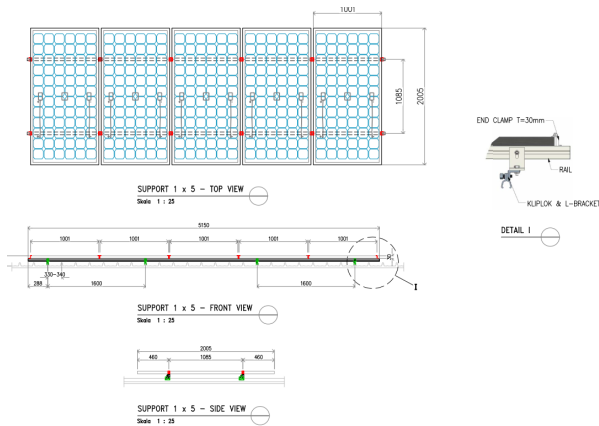 1001
1085
2005
SUPPORT 1 x 5 - TOP VIEW
Skala 1 : 25
END CLAMP T=30mm
RAIL
KLIPLOK & L-BRACKET
DETAIL I
5150
1001 1001 1001 1001 1001
30
330-340
288 1600 1600
I
SUPPORT 1 x 5 - FRONT VIEW
Skala 1 : 25
2005
460 1085 460
SUPPORT 1 x 5 - SIDE VIEW
Skala 1 : 25